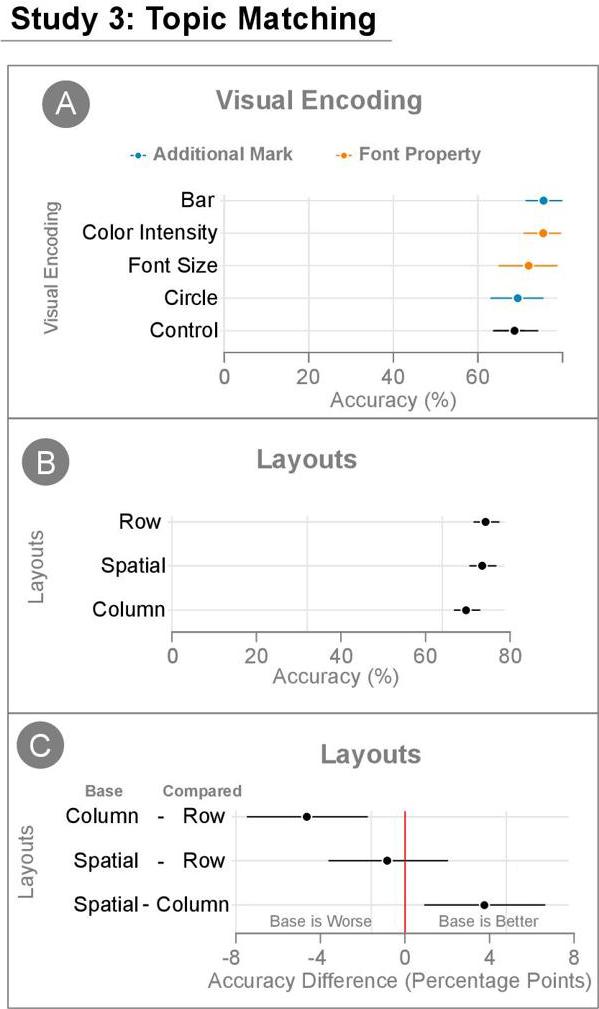 Study 3: Topic Matching
A
Visual Encoding
Additional Mark Font Property
Visual Encoding
Bar
Color Intensity
Font Size
Circle
Control
0 20 40 60
Accuracy (%)
B
Layouts
Layouts
Row
Spatial
Column
0 20 40 60 80
Accuracy (%)
C
Layouts
Layouts
Base Compared
Column - Row
Spatial - Row
Spatial - Column
Base is Worse Base is Better
-8 -4 0 4 8
Accuracy Difference (Percentage Points)